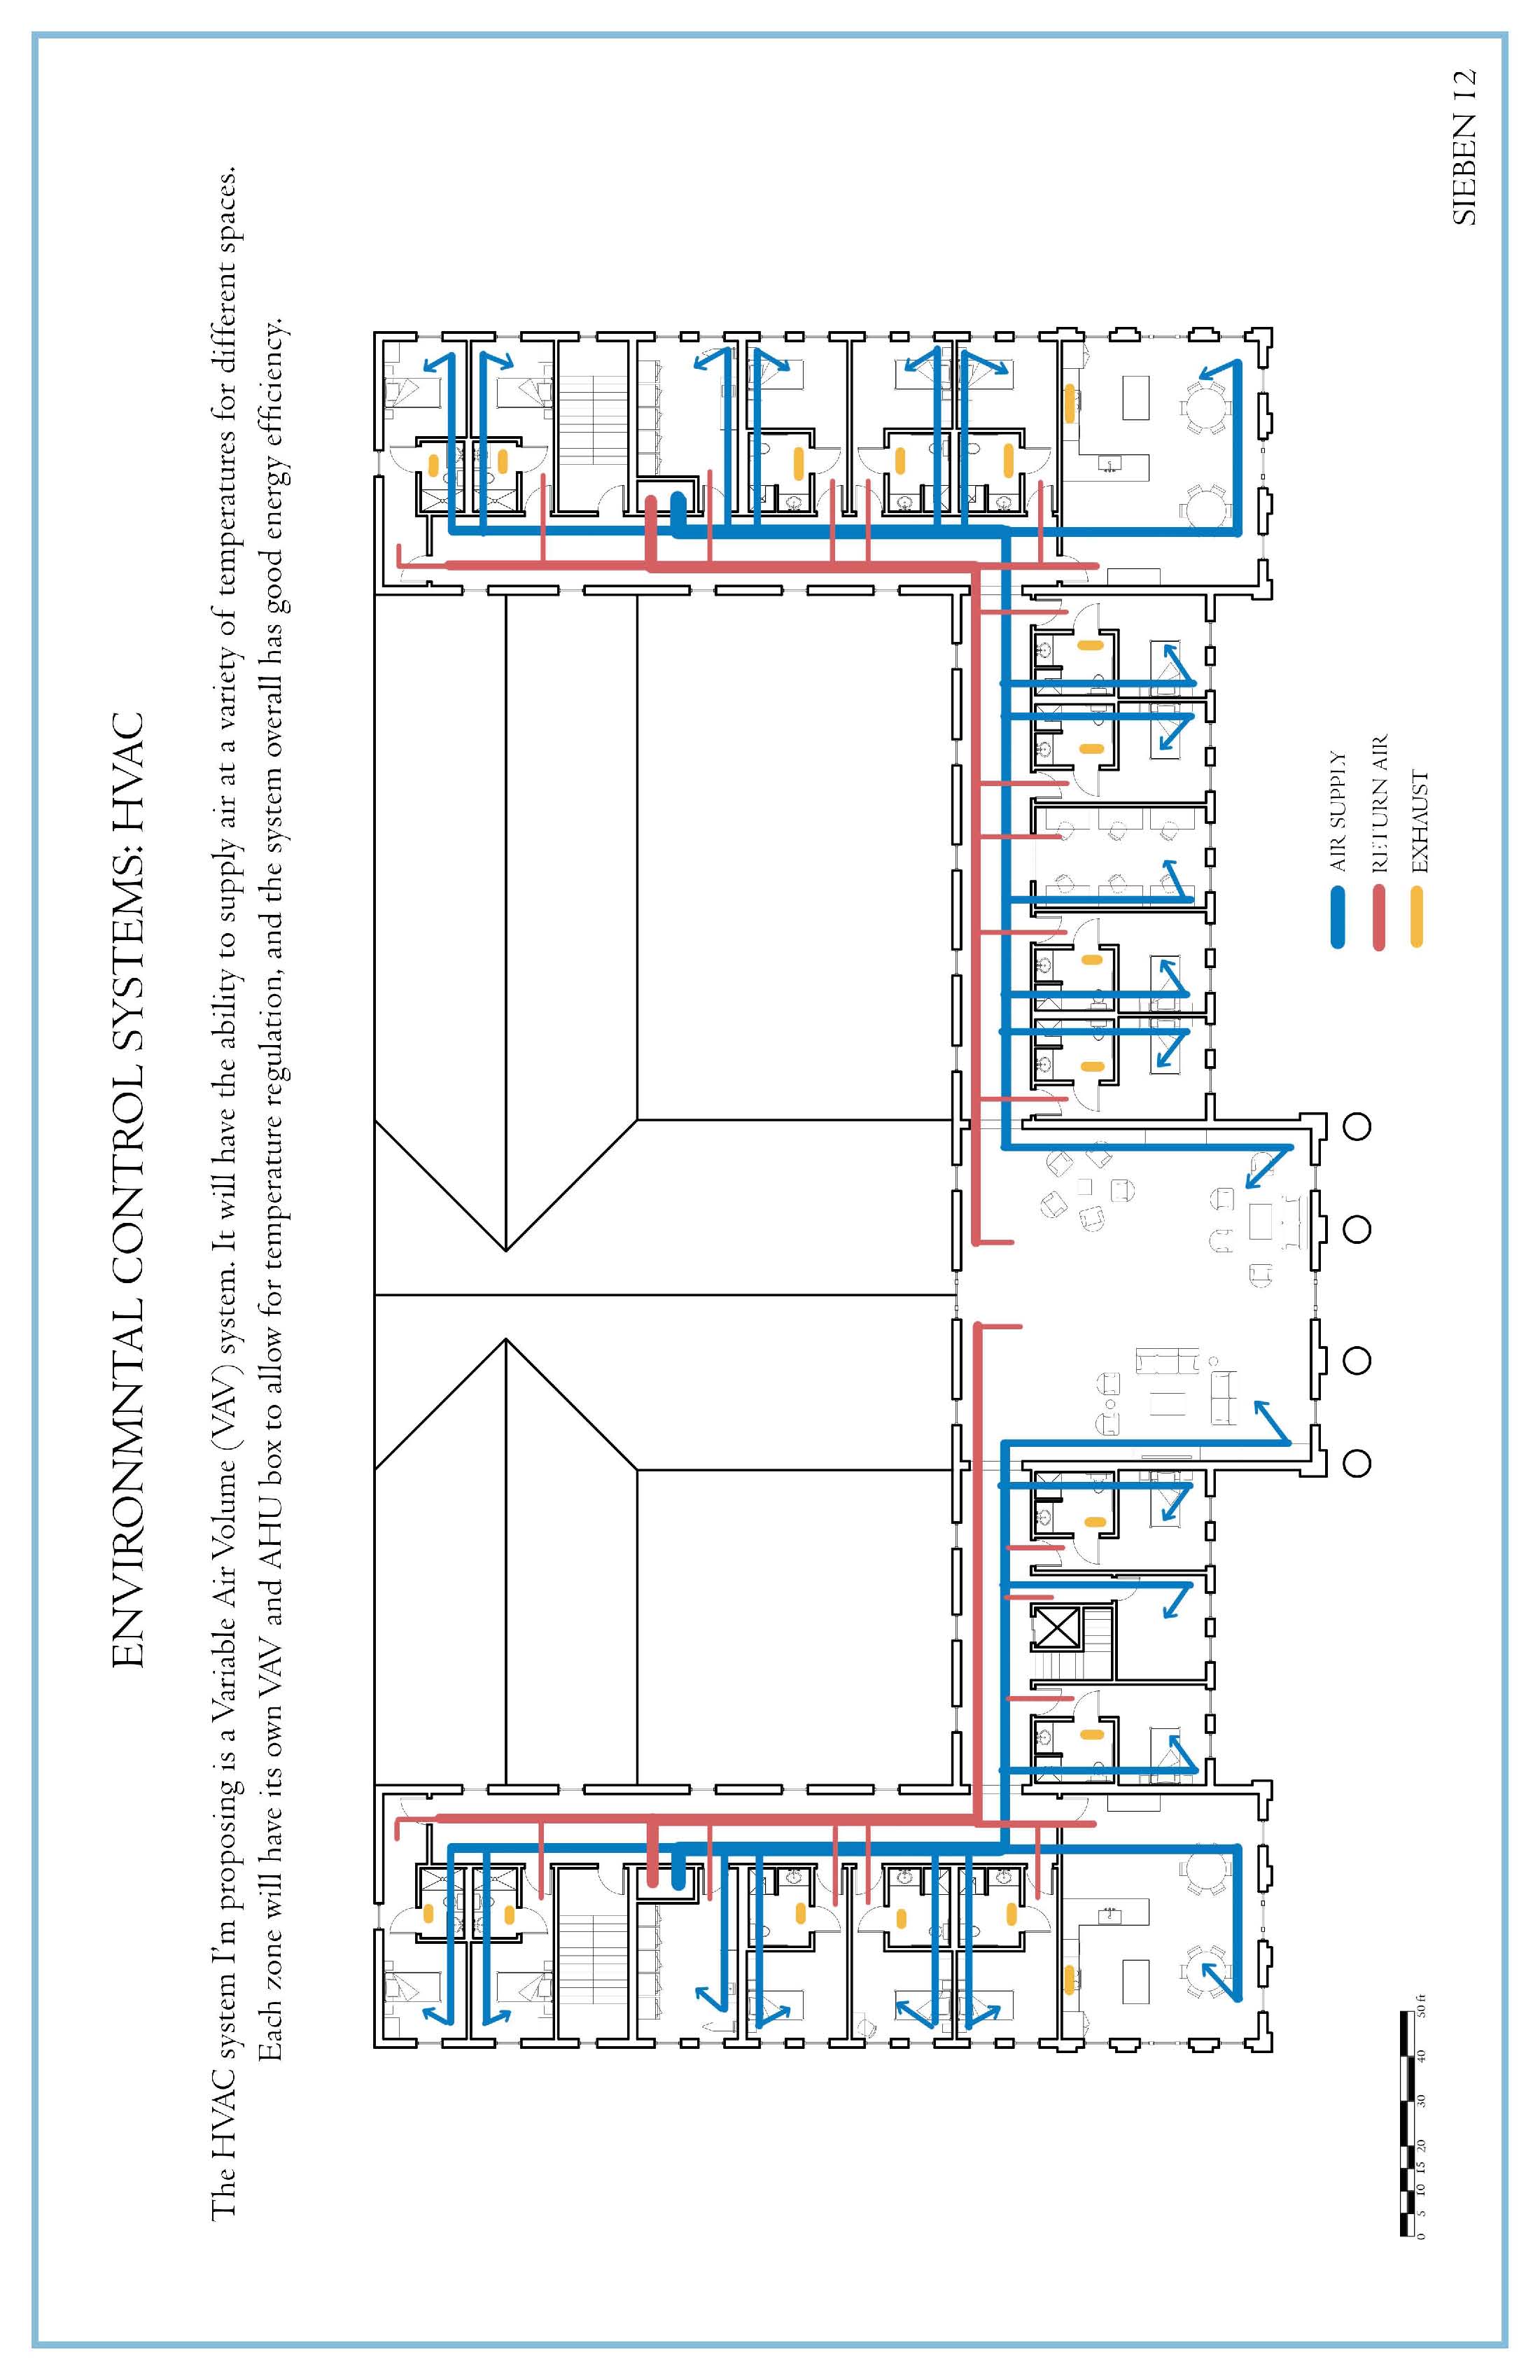 ENVIRONMNTAL CONTROL SYSTEMS: HVAC
The HVAC system I'm proposing is a Variable Air Volume (VAV) system. It will have the ability to supply air at a variety of temperatures for different spaces.
Each zone will have its own VAV and AHU box to allow for temperature regulation, and the system overall has good energy efficiency.
AIR SUPPLY
RETURN AIR
EXHAUST
0 5 10 15 20 30 40 50 ft
SIEBEN 12